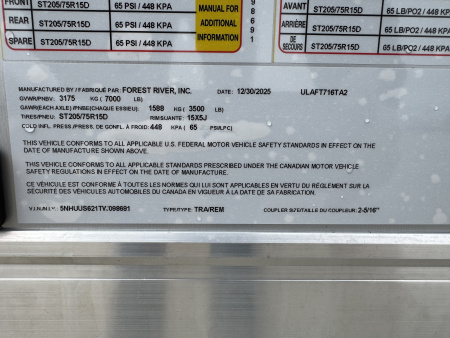 FRONT ST205/75R15D 65 PSI / 448 KPA
REAR ST205/75R15D 65 PSI / 448 KPA
SPARE ST205/75R15D 65 PSI / 448 KPA
MANUAL FOR
ADDITIONAL
INFORMATION
9
8
6
9
1
AVANT ST205/75R15D 65 LB/PO2 / 448 KPA
ARRIÈRE ST205/75R15D 65 LB/PO2 / 448 KPA
DE SECOURS ST205/75R15D 65 LB/PO2 / 448 KPA
MANUFACTURED BY / FABRIQUÉ PAR: FOREST RIVER, INC. DATE: 12/30/2025 ULAFT716TA2
GVWR/PNBV: 3175 KG ( 7000 LB)
GAWR(EACH AXLE)/PNBE(CHAQUE ESSIEU) 1588 KG ( 3500 LB)
TIRES/PNEU: ST205/75R15D RIMS/JANTE: 15X5J
COLD INFL. PRESS./PRESS. DE GONFL. À FROID: 448 KPA ( 65 PSI/LPC)
THIS VEHICLE CONFORMS TO ALL APPLICABLE U.S. FEDERAL MOTOR VEHICLE SAFETY STANDARDS IN EFFECT ON THE
DATE OF MANUFACTURE SHOWN ABOVE.
THIS VEHICLE CONFORMS TO ALL APPLICABLE STANDARDS PRESCRIBED UNDER THE CANADIAN MOTOR VEHICLE
SAFETY REGULATIONS IN EFFECT ON THE DATE OF MANUFACTURE.
CE VÉHICULE EST CONFORME À TOUTES LES NORMES QUI LUI SONT APPLICABLES EN VERTU DU RÈGLEMENT SUR LA
SÉCURITÉ DES VÉHICULES AUTOMOBILES DU CANADA EN VIGUEUR À LA DATE DE SA FABRICATION.
TYPE/TYPE: TRA/REM COUPLER SIZE/TAILLE DU COUPLEUR: 2-5/16"